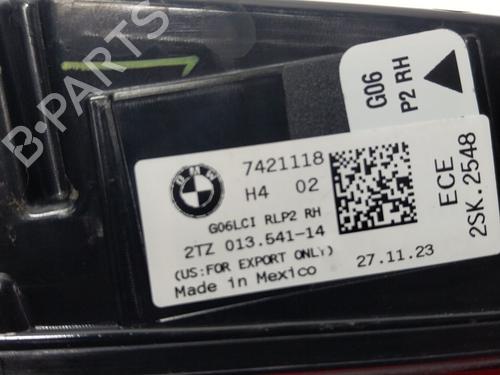 B-PARTS
G06
P2 RH
7421118
H4 02
G06LCI RLP2 RH
2TZ 013.541-14
(US:FOR EXPORT ONLY)
Made in Mexico
27.11.23
ECE
2SK.2548
BMW